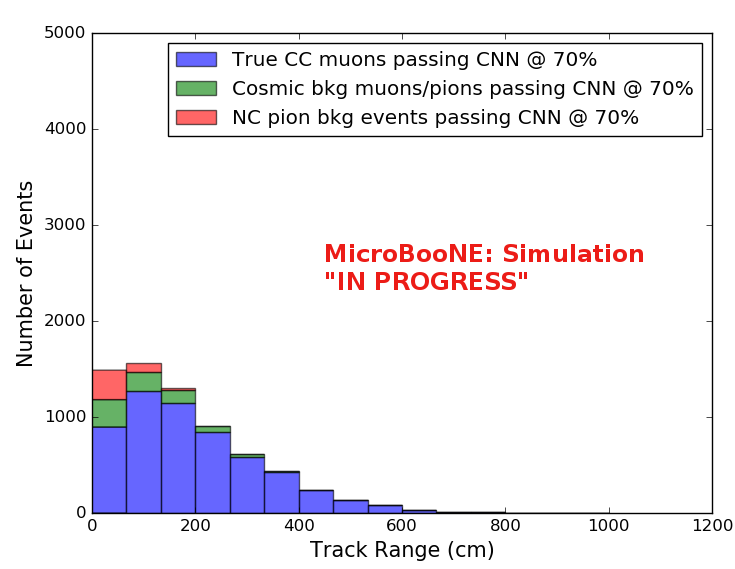 5000
4000
3000
2000
1000
0
Number of Events
True CC muons passing CNN @ 70%
Cosmic bkg muons/pions passing CNN @ 70%
NC pion bkg events passing CNN @ 70%
MicroBooNE: Simulation
"IN PROGRESS"
0 200 400 600 800 1000 1200
Track Range (cm)